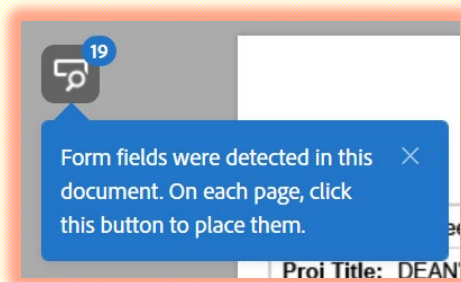 19
Form fields were detected in this
document. On each page, click
this button to place them.
Proj Title: DEAN'